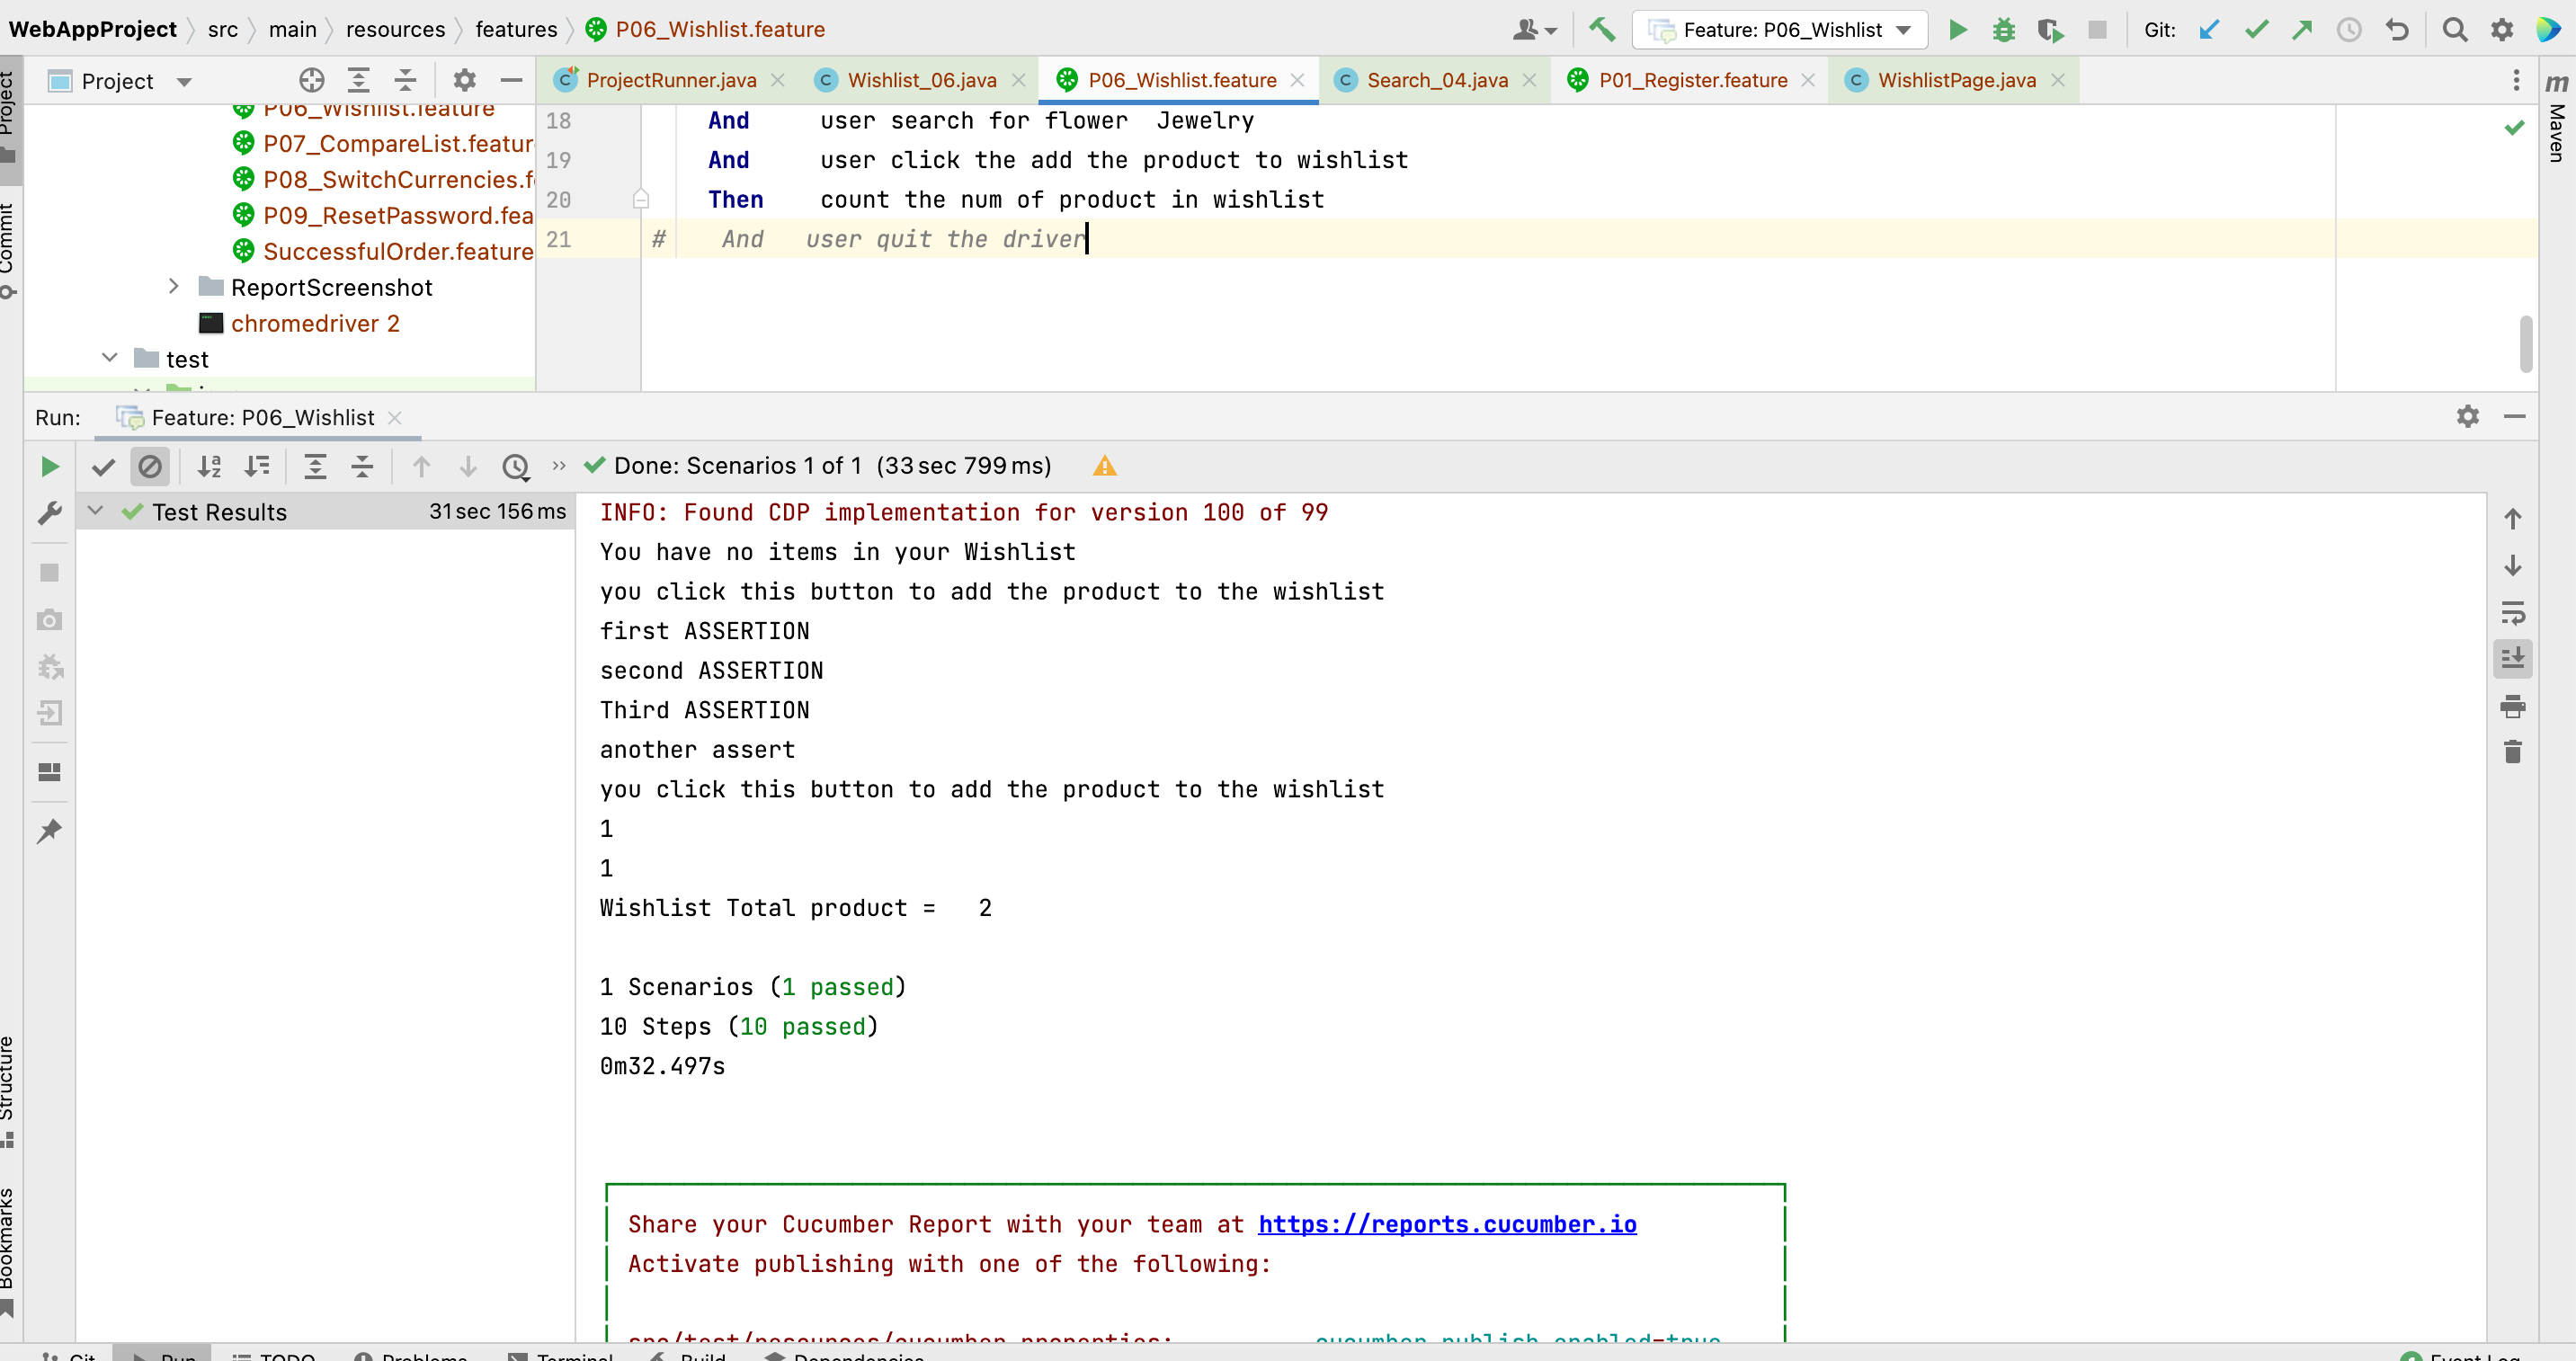 WebAppProject src main resources features P06_Wishlist.feature Feature: P06_Wishlist Git:
Project ProjectRunner.java Wishlist_06.java P06_Wishlist.feature Search_04.java P01_Register.feature WishlistPage.java
Project
Commit
Structure
Bookmarks
m Maven
P06_Wishlist.feature
P07_CompareList.featur
P08_SwitchCurrencies.f
P09_ResetPassword.fea
SuccessfulOrder.feature
ReportScreenshot
chromedriver 2
test
18 And user search for flower Jewelry
19 And user click the add the product to wishlist
20 Then count the num of product in wishlist
21 # And user quit the driver
Run: Feature: P06_Wishlist
Done: Scenarios 1 of 1 (33 sec 799 ms)
Test Results 31 sec 156 ms
INFO: Found CDP implementation for version 100 of 99
You have no items in your Wishlist
you click this button to add the product to the wishlist
first ASSERTION
second ASSERTION
Third ASSERTION
another assert
you click this button to add the product to the wishlist
1
1
Wishlist Total product = 2
1 Scenarios (1 passed)
10 Steps (10 passed)
0m32.497s
Share your Cucumber Report with your team at https://reports.cucumber.io
Activate publishing with one of the following:
src/test/resources/cucumber.properties: cucumber.publish.enabled=true
Git Run TODO Problems Terminal Build Dependencies Event Log